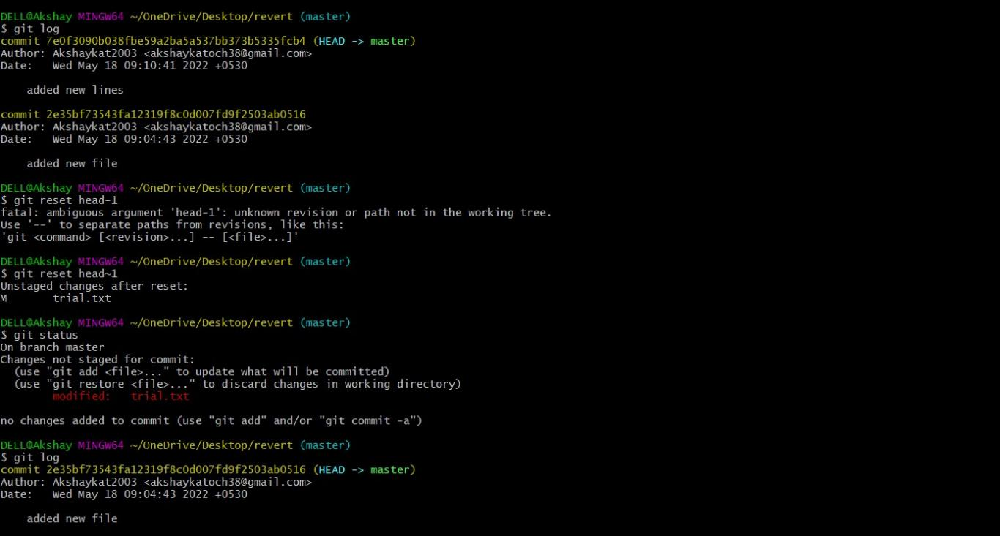 DELL@Akshay MINGW64 ~/OneDrive/Desktop/revert (master)
$ git log
commit 7e0f3090b038fbe59a2ba5a537bb373b5335fcb4 (HEAD -> master)
Author: Akshaykat2003 <akshaykatoch38@gmail.com>
Date:   Wed May 18 09:10:41 2022 +0530

    added new lines

commit 2e35bf73543fa12319f8c0d007fd9f2503ab0516
Author: Akshaykat2003 <akshaykatoch38@gmail.com>
Date:   Wed May 18 09:04:43 2022 +0530

    added new file

DELL@Akshay MINGW64 ~/OneDrive/Desktop/revert (master)
$ git reset head-1
fatal: ambiguous argument 'head-1': unknown revision or path not in the working tree.
Use '--' to separate paths from revisions, like this:
'git <command> [<revision>...] -- [<file>...]'

DELL@Akshay MINGW64 ~/OneDrive/Desktop/revert (master)
$ git reset head~1
Unstaged changes after reset:
M       trial.txt

DELL@Akshay MINGW64 ~/OneDrive/Desktop/revert (master)
$ git status
On branch master
Changes not staged for commit:
  (use "git add <file>..." to update what will be committed)
  (use "git restore <file>..." to discard changes in working directory)
        modified:   trial.txt

no changes added to commit (use "git add" and/or "git commit -a")

DELL@Akshay MINGW64 ~/OneDrive/Desktop/revert (master)
$ git log
commit 2e35bf73543fa12319f8c0d007fd9f2503ab0516 (HEAD -> master)
Author: Akshaykat2003 <akshaykatoch38@gmail.com>
Date:   Wed May 18 09:04:43 2022 +0530

    added new file